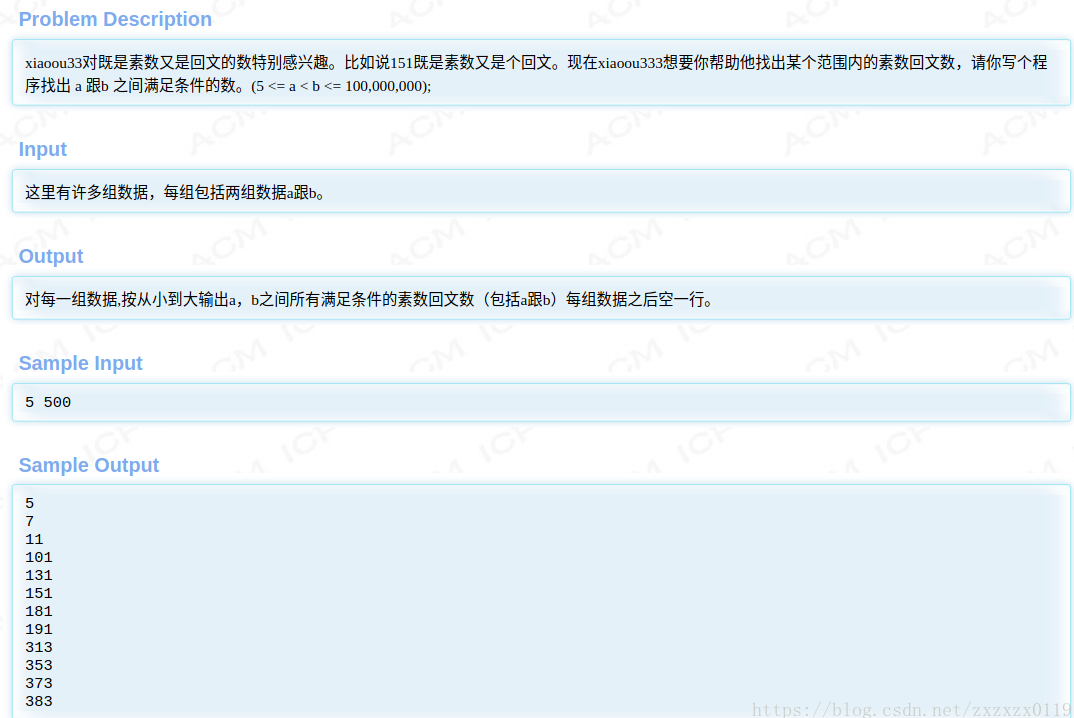 Problem Description
xiaoou33对既是素数又是回文的数特别感兴趣。比如说151既是素数又是个回文。现在xiaoou333想要你帮助他找出某个范围内的素数回文数，请你写个程
序找出 a 跟b 之间满足条件的数。(5 <= a < b <= 100,000,000);
Input
这里有许多组数据，每组包括两组数据a跟b。
Output
对每一组数据,按从小到大输出a，b之间所有满足条件的素数回文数（包括a跟b）每组数据之后空一行。
Sample Input
5 500
Sample Output
5
7
11
101
131
151
181
191
313
353
373
383
https://blog.csdn.net/zxzxzx0119